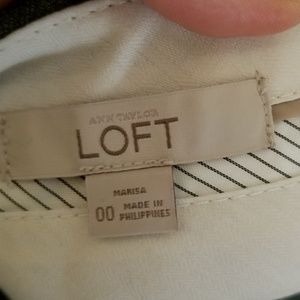 ANN TAYLOR
LOFT
MARISA
00 MADE IN
PHILIPPINES